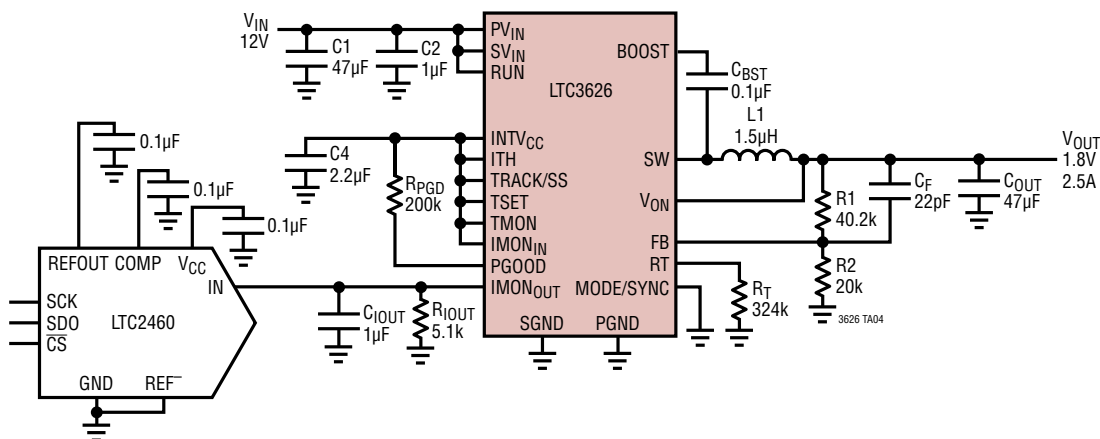 VIN
12V
C1
47µF
C2
1µF
PVIN
SVIN
RUN
BOOST
LTC3626
CBST
0.1µF
L1
1.5µH
VOUT
1.8V
2.5A
0.1µF
0.1µF
0.1µF
C4
2.2µF
RPGD
200k
INTVCC
ITH
TRACK/SS
TSET
TMON
IMONIN
PGOOD
IMONOUT
SW
VON
FB
RT
MODE/SYNC
SGND
PGND
R1
40.2k
CF
22pF
COUT
47µF
R2
20k
RT
324k
3626 TA04
REFOUT
COMP
VCC
IN
SCK
SDO
CS
LTC2460
GND
REF–
CIOUT
1µF
RIOUT
5.1k